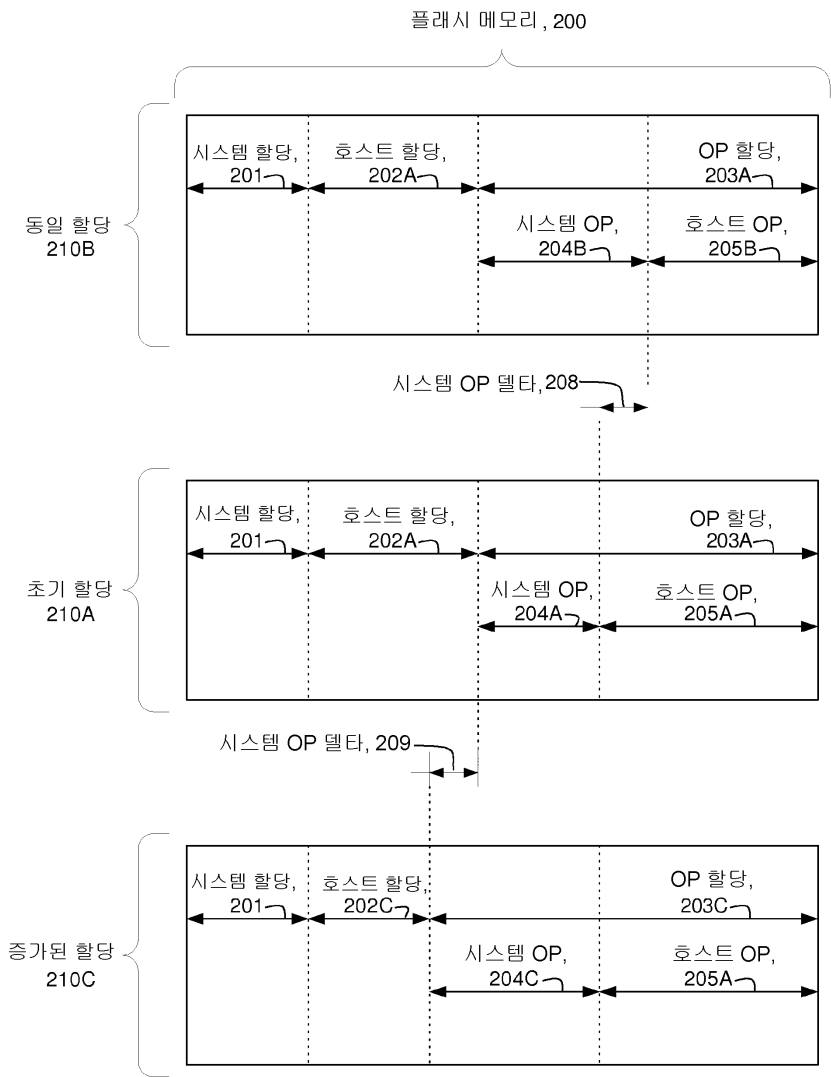 플래시 메모리, 200
시스템 할당,
201
호스트 할당,
202A
OP 할당,
203A
동일 할당
210B
시스템 OP,
204B
호스트 OP,
205B
시스템 OP 델타, 208
시스템 할당,
201
호스트 할당,
202A
OP 할당,
203A
초기 할당
210A
시스템 OP,
204A
호스트 OP,
205A
시스템 OP 델타, 209
시스템 할당,
201
호스트 할당,
202C
OP 할당,
203C
증가된 할당
210C
시스템 OP,
204C
호스트 OP,
205A